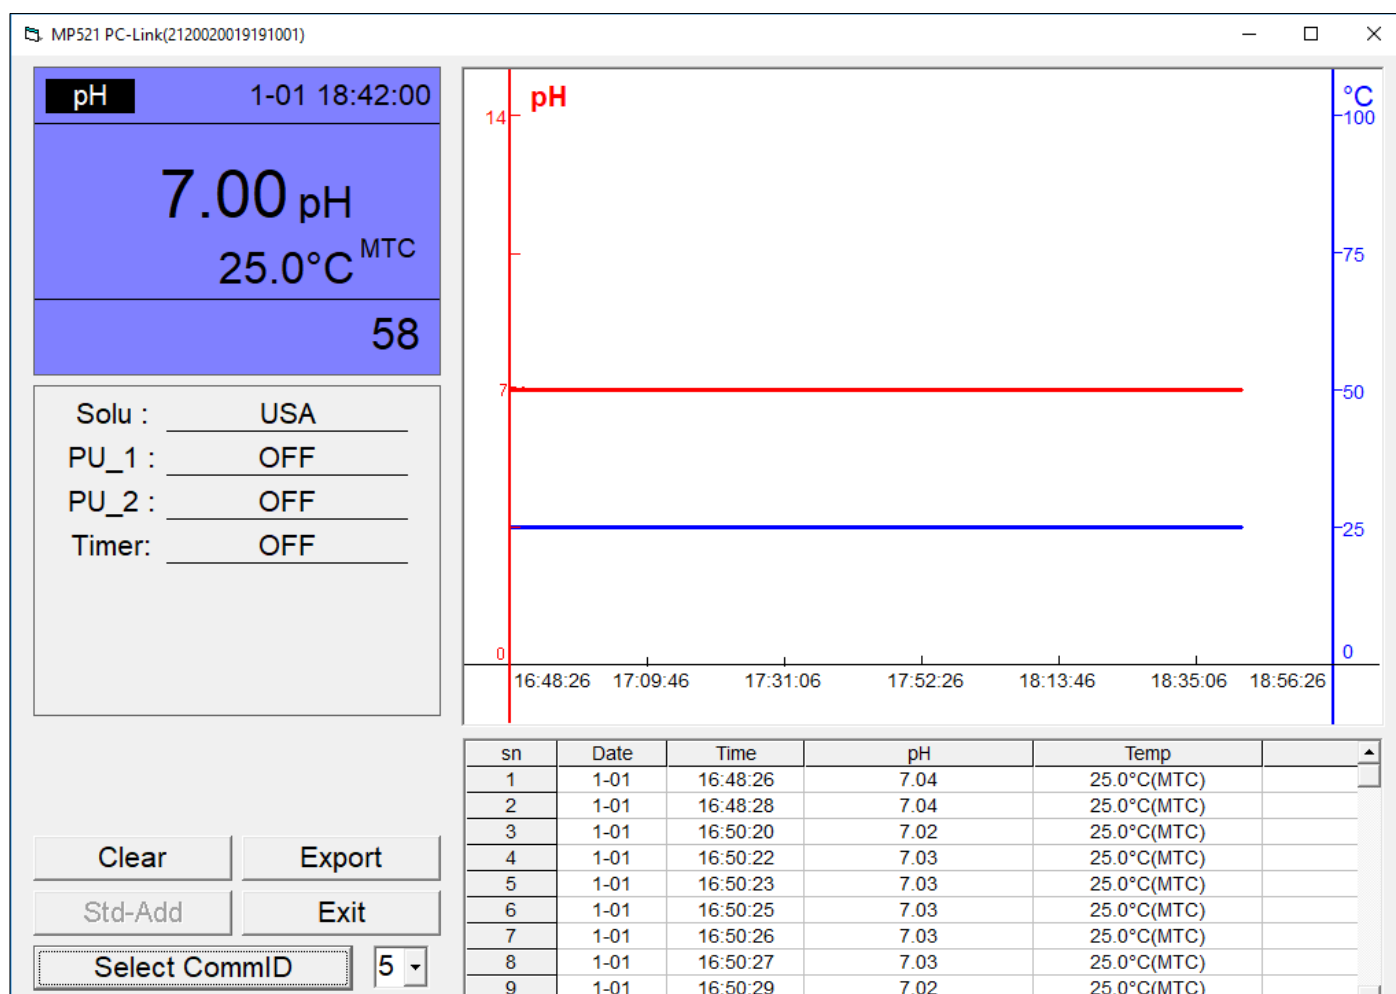 MP521 PC-Link(2120020019191001)
pH 1-01 18:42:00
7.00 pH
25.0°C MTC
58
Solu : USA
PU_1 : OFF
PU_2 : OFF
Timer: OFF
Clear Export
Std-Add Exit
Select CommID 5
pH °C
14 100
75
7 50
25
0 0
16:48:26 17:09:46 17:31:06 17:52:26 18:13:46 18:35:06 18:56:26
sn Date Time pH Temp
1 1-01 16:48:26 7.04 25.0°C(MTC)
2 1-01 16:48:28 7.04 25.0°C(MTC)
3 1-01 16:50:20 7.02 25.0°C(MTC)
4 1-01 16:50:22 7.03 25.0°C(MTC)
5 1-01 16:50:23 7.03 25.0°C(MTC)
6 1-01 16:50:25 7.03 25.0°C(MTC)
7 1-01 16:50:26 7.03 25.0°C(MTC)
8 1-01 16:50:27 7.03 25.0°C(MTC)
9 1-01 16:50:29 7.02 25.0°C(MTC)